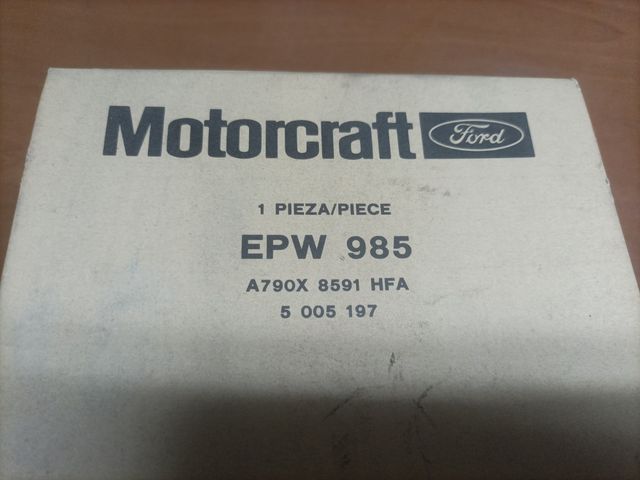 Motorcraft Ford
1 PIEZA/PIECE
EPW 985
A790X 8591 HFA
5 005 197